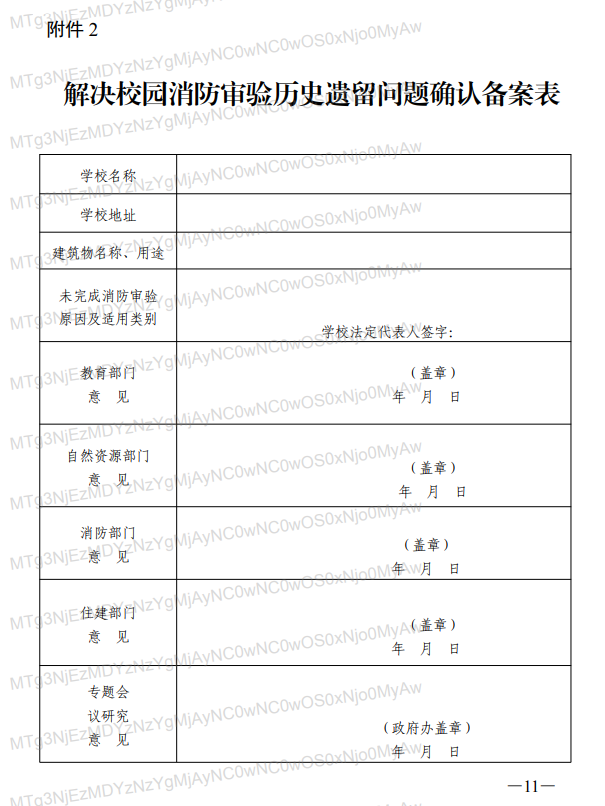 附件 2
解决校园消防审验历史遗留问题确认备案表
学校名称
学校地址
建筑物名称、用途
未完成消防审验
原因及适用类别
学校法定代表人签字：
教育部门
意 见
（盖章）
年 月 日
自然资源部门
意 见
（盖章）
年 月 日
消防部门
意 见
（盖章）
年 月 日
住建部门
意 见
（盖章）
年 月 日
专题会
议研究
意 见
（政府办盖章）
年 月 日
—11—